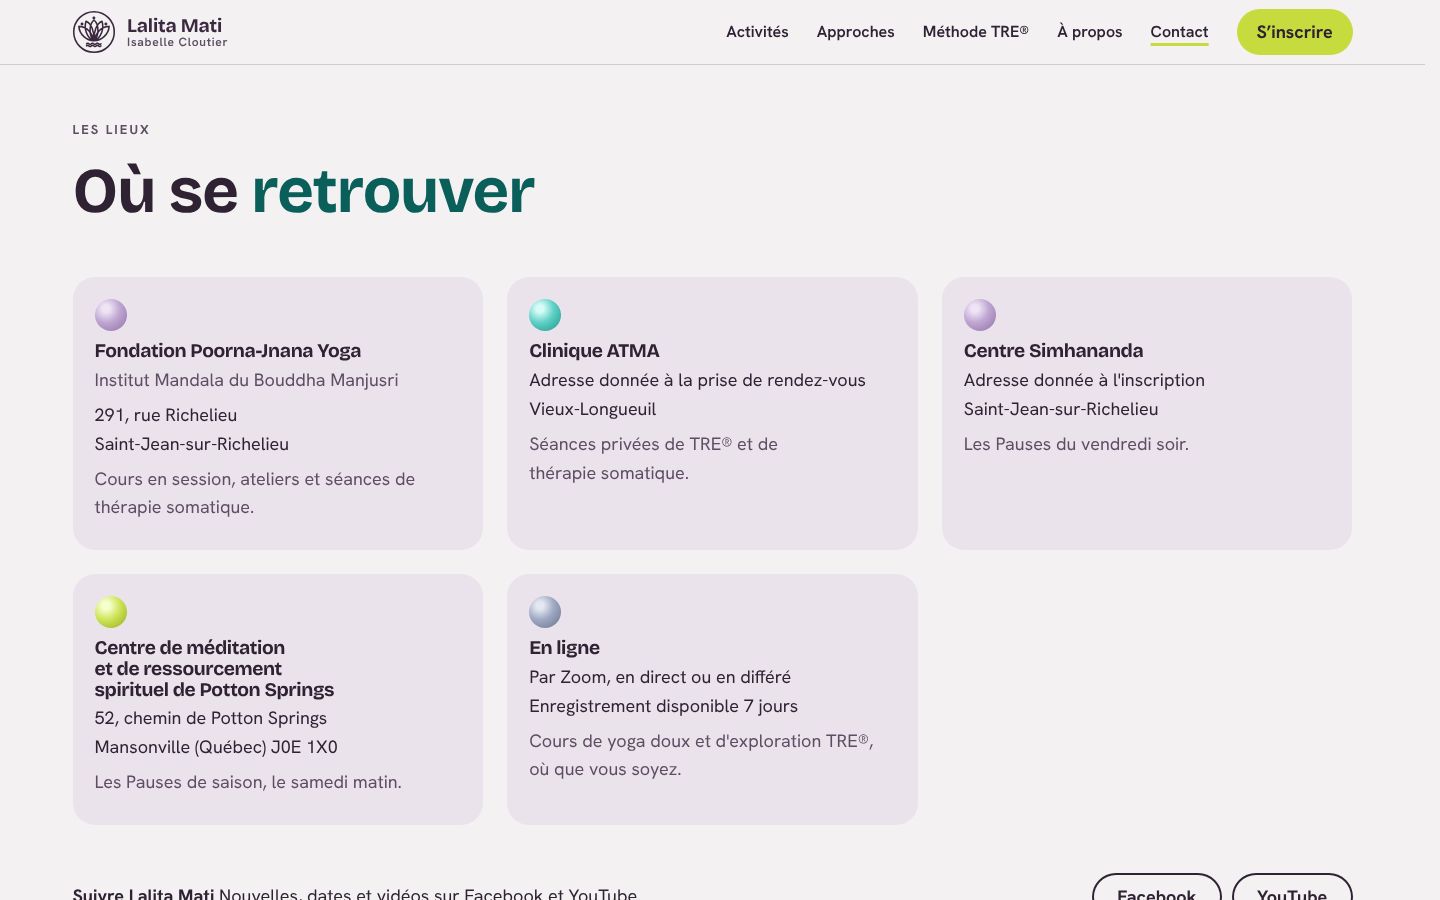 Lalita Mati
Isabelle Cloutier
Activités
Approches
Méthode TRE®
À propos
Contact
S’inscrire
LES LIEUX
Où se retrouver
Fondation Poorna-Jnana Yoga
Institut Mandala du Bouddha Manjusri
291, rue Richelieu
Saint-Jean-sur-Richelieu
Cours en session, ateliers et séances de
thérapie somatique.
Clinique ATMA
Adresse donnée à la prise de rendez-vous
Vieux-Longueuil
Séances privées de TRE® et de
thérapie somatique.
Centre Simhananda
Adresse donnée à l'inscription
Saint-Jean-sur-Richelieu
Les Pauses du vendredi soir.
Centre de méditation
et de ressourcement
spirituel de Potton Springs
52, chemin de Potton Springs
Mansonville (Québec) J0E 1X0
Les Pauses de saison, le samedi matin.
En ligne
Par Zoom, en direct ou en différé
Enregistrement disponible 7 jours
Cours de yoga doux et d'exploration TRE®,
où que vous soyez.
Suivre Lalita Mati Nouvelles, dates et vidéos sur Facebook et YouTube
Facebook
YouTube